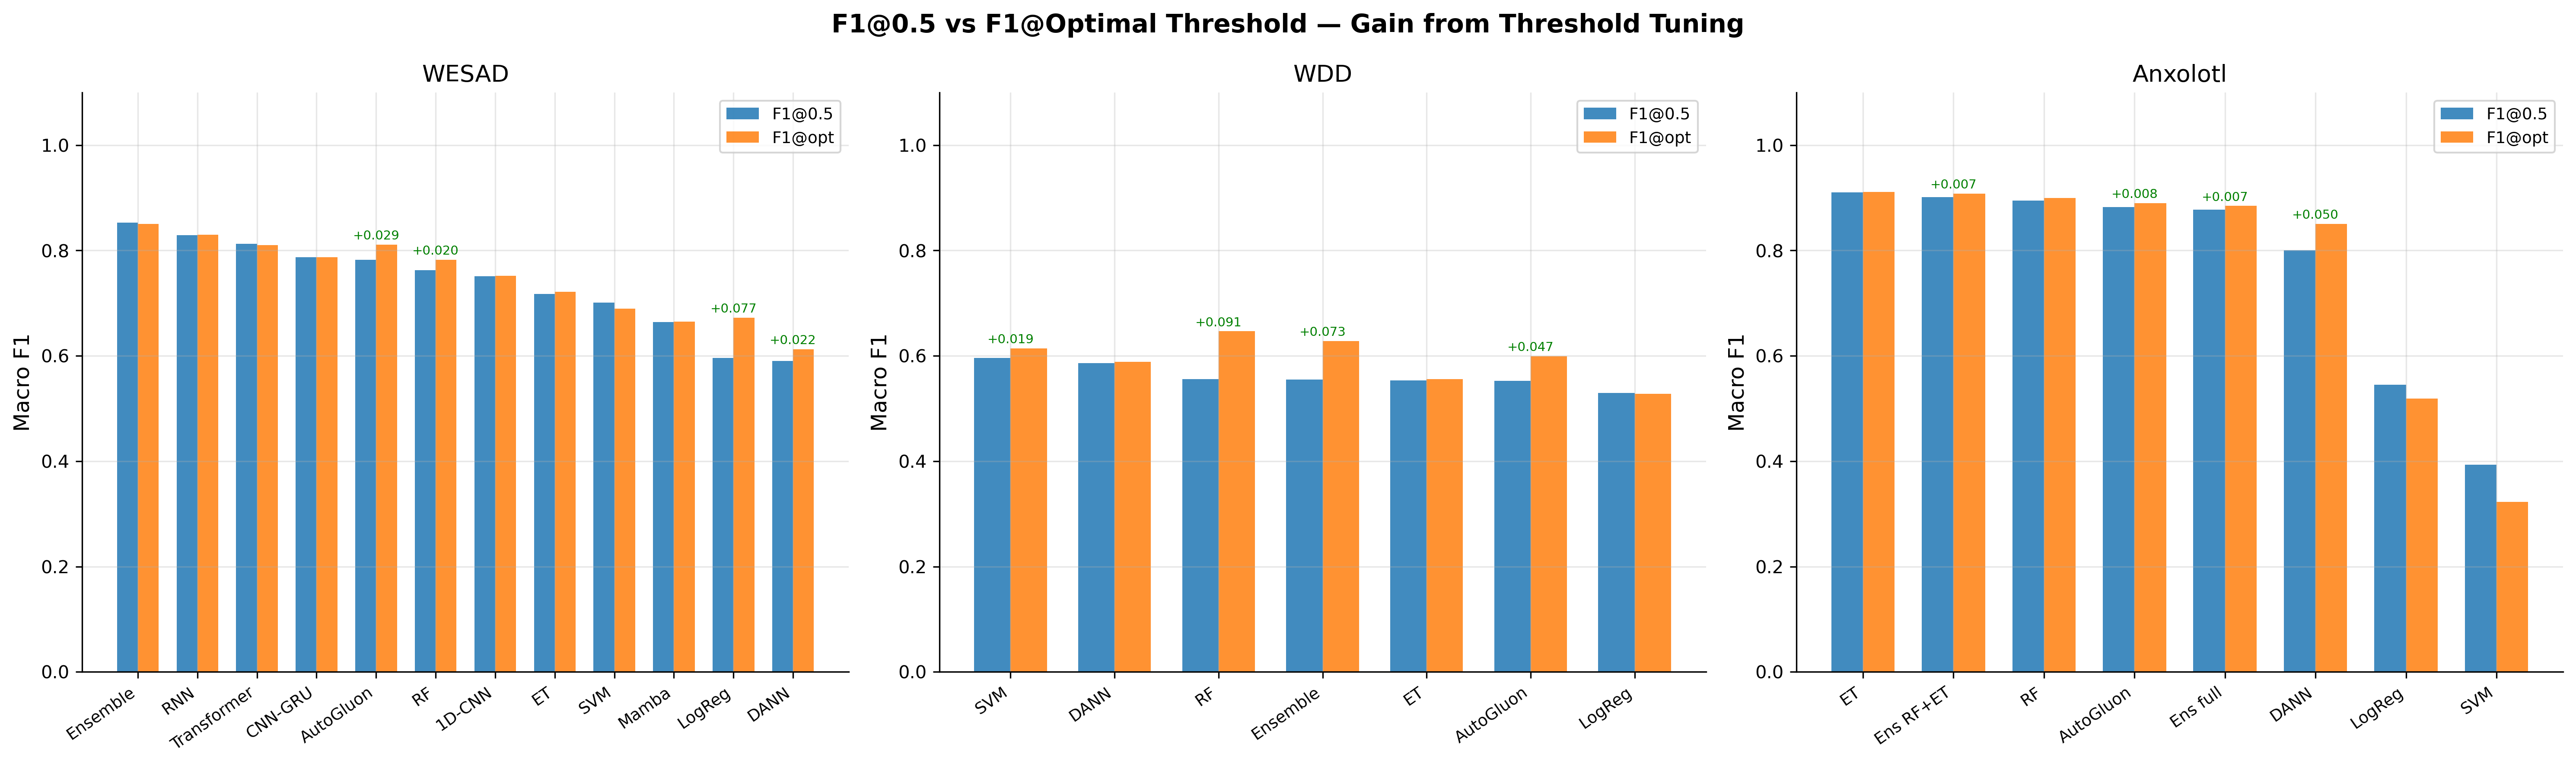 F1@0.5 vs F1@Optimal Threshold — Gain from Threshold Tuning
WESAD
Macro F1
1.0
0.8
0.6
0.4
0.2
0.0
F1@0.5
F1@opt
+0.029
+0.020
+0.077
+0.022
Ensemble
RNN
Transformer
CNN-GRU
AutoGluon
RF
1D-CNN
ET
SVM
Mamba
LogReg
DANN
WDD
Macro F1
1.0
0.8
0.6
0.4
0.2
0.0
F1@0.5
F1@opt
+0.019
+0.091
+0.073
+0.047
SVM
DANN
RF
Ensemble
ET
AutoGluon
LogReg
Anxolotl
Macro F1
1.0
0.8
0.6
0.4
0.2
0.0
F1@0.5
F1@opt
+0.007
+0.008
+0.007
+0.050
ET
Ens RF+ET
RF
AutoGluon
Ens full
DANN
LogReg
SVM